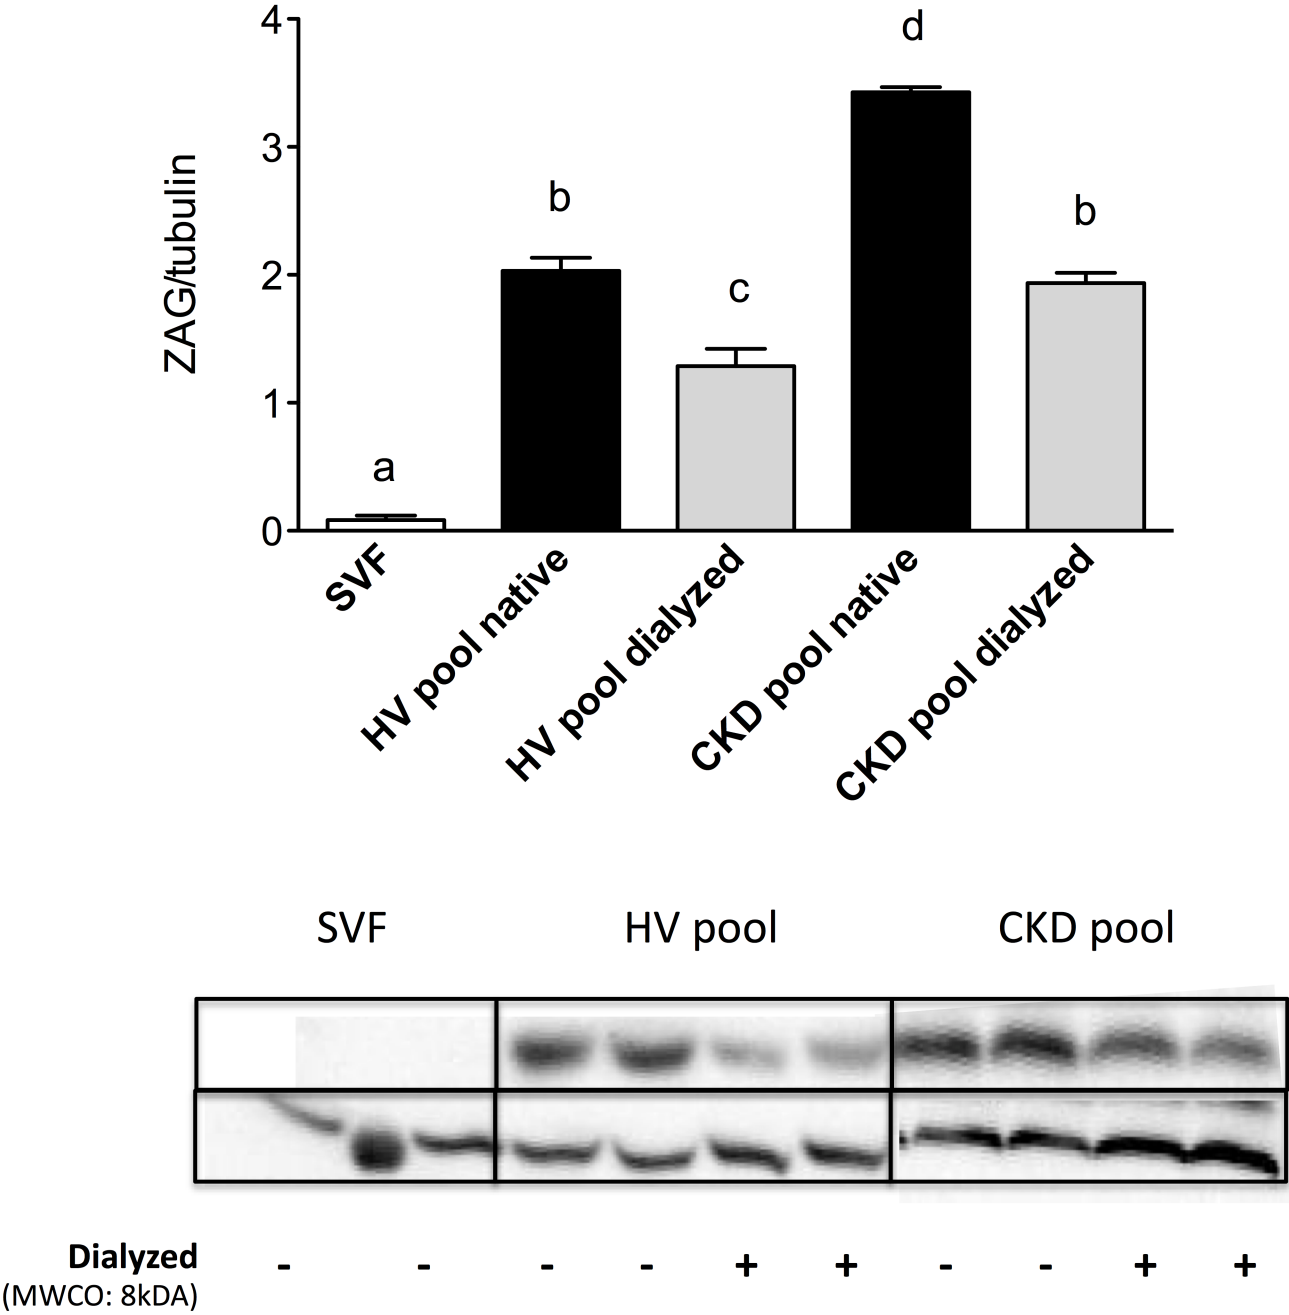 4
d
3
b
b
ZAG/tubulin
2
c
1
a
0
SVF
HV pool native
HV pool dialyzed
CKD pool native
CKD pool dialyzed
SVF HV pool CKD pool
Dialyzed - - - - + + - - + +
(MWCO: 8kDA)